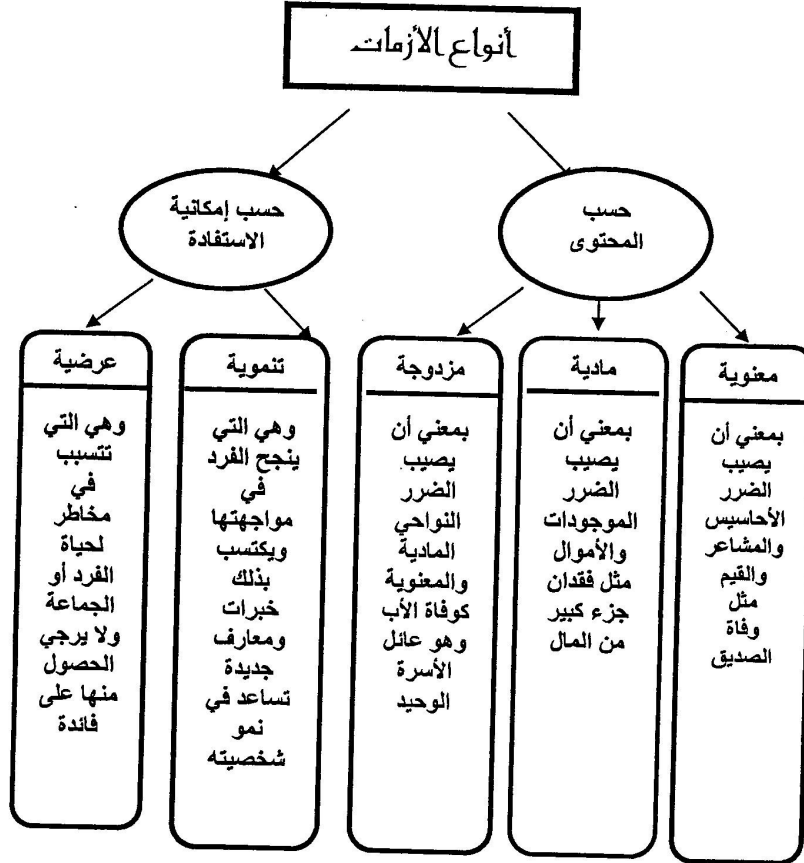 أنواع الأزمات
حسب
المحتوى
حسب إمكانية
الاستفادة
معنوية
بمعني أن
يصيب
الضرر
الأحاسيس
والمشاعر
والقيم
مثل
وفاة
الصديق
مادية
بمعني أن
يصيب
الضرر
الموجودات
والأموال
مثل فقدان
جزء كبير
من المال
مزدوجة
بمعني أن
يصيب
الضرر
النواحي
المادية
والمعنوية
كوفاة الأب
وهو عائل
الأسرة
الوحيد
تنموية
وهي التي
ينجح الفرد
في
مواجهتها
ويكتسب
بذلك
خبرات
ومعارف
جديدة
تساعد في
نمو
شخصيته
عرضية
وهي التي
تتسبب
في
مخاطر
لحياة
الفرد أو
الجماعة
ولا يرجي
الحصول
منها على
فائدة